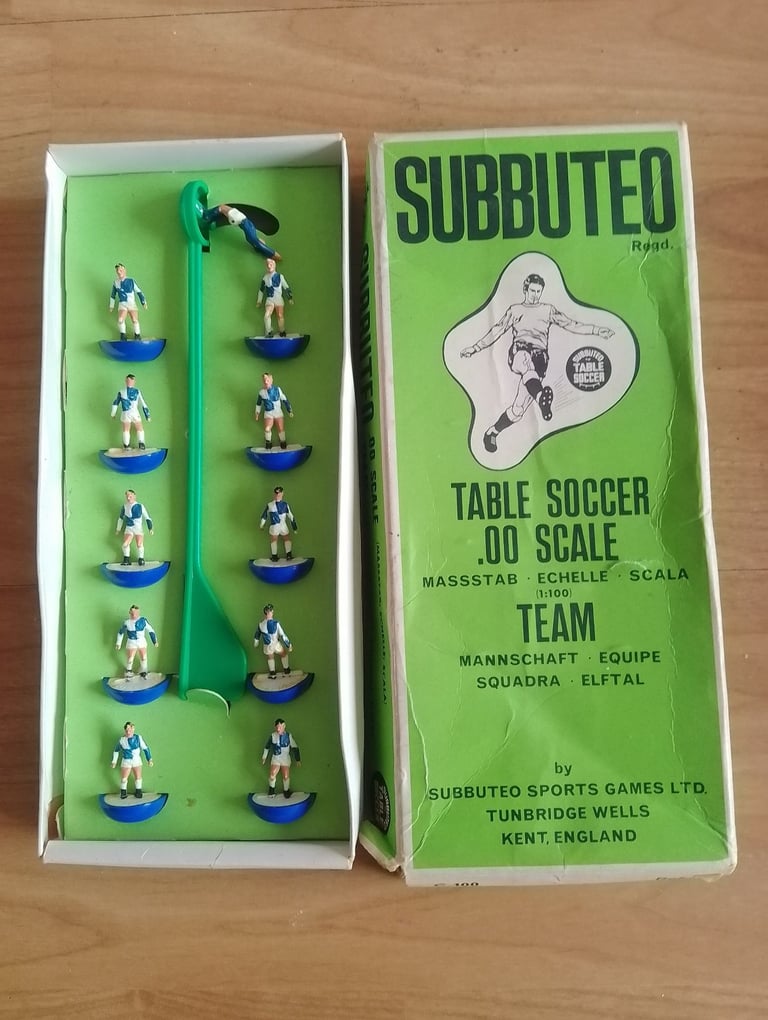 SUBBUTEO
Regd.
SUBBUTEO
TABLE
SOCCER
TABLE SOCCER
.00 SCALE
MASSSTAB · ECHELLE · SCALA
(1:100)
TEAM
MANNSCHAFT · EQUIPE
SQUADRA · ELFTAL
by
SUBBUTEO SPORTS GAMES LTD.
TUNBRIDGE WELLS
KENT, ENGLAND
SUBBUTEO .00 SCALE